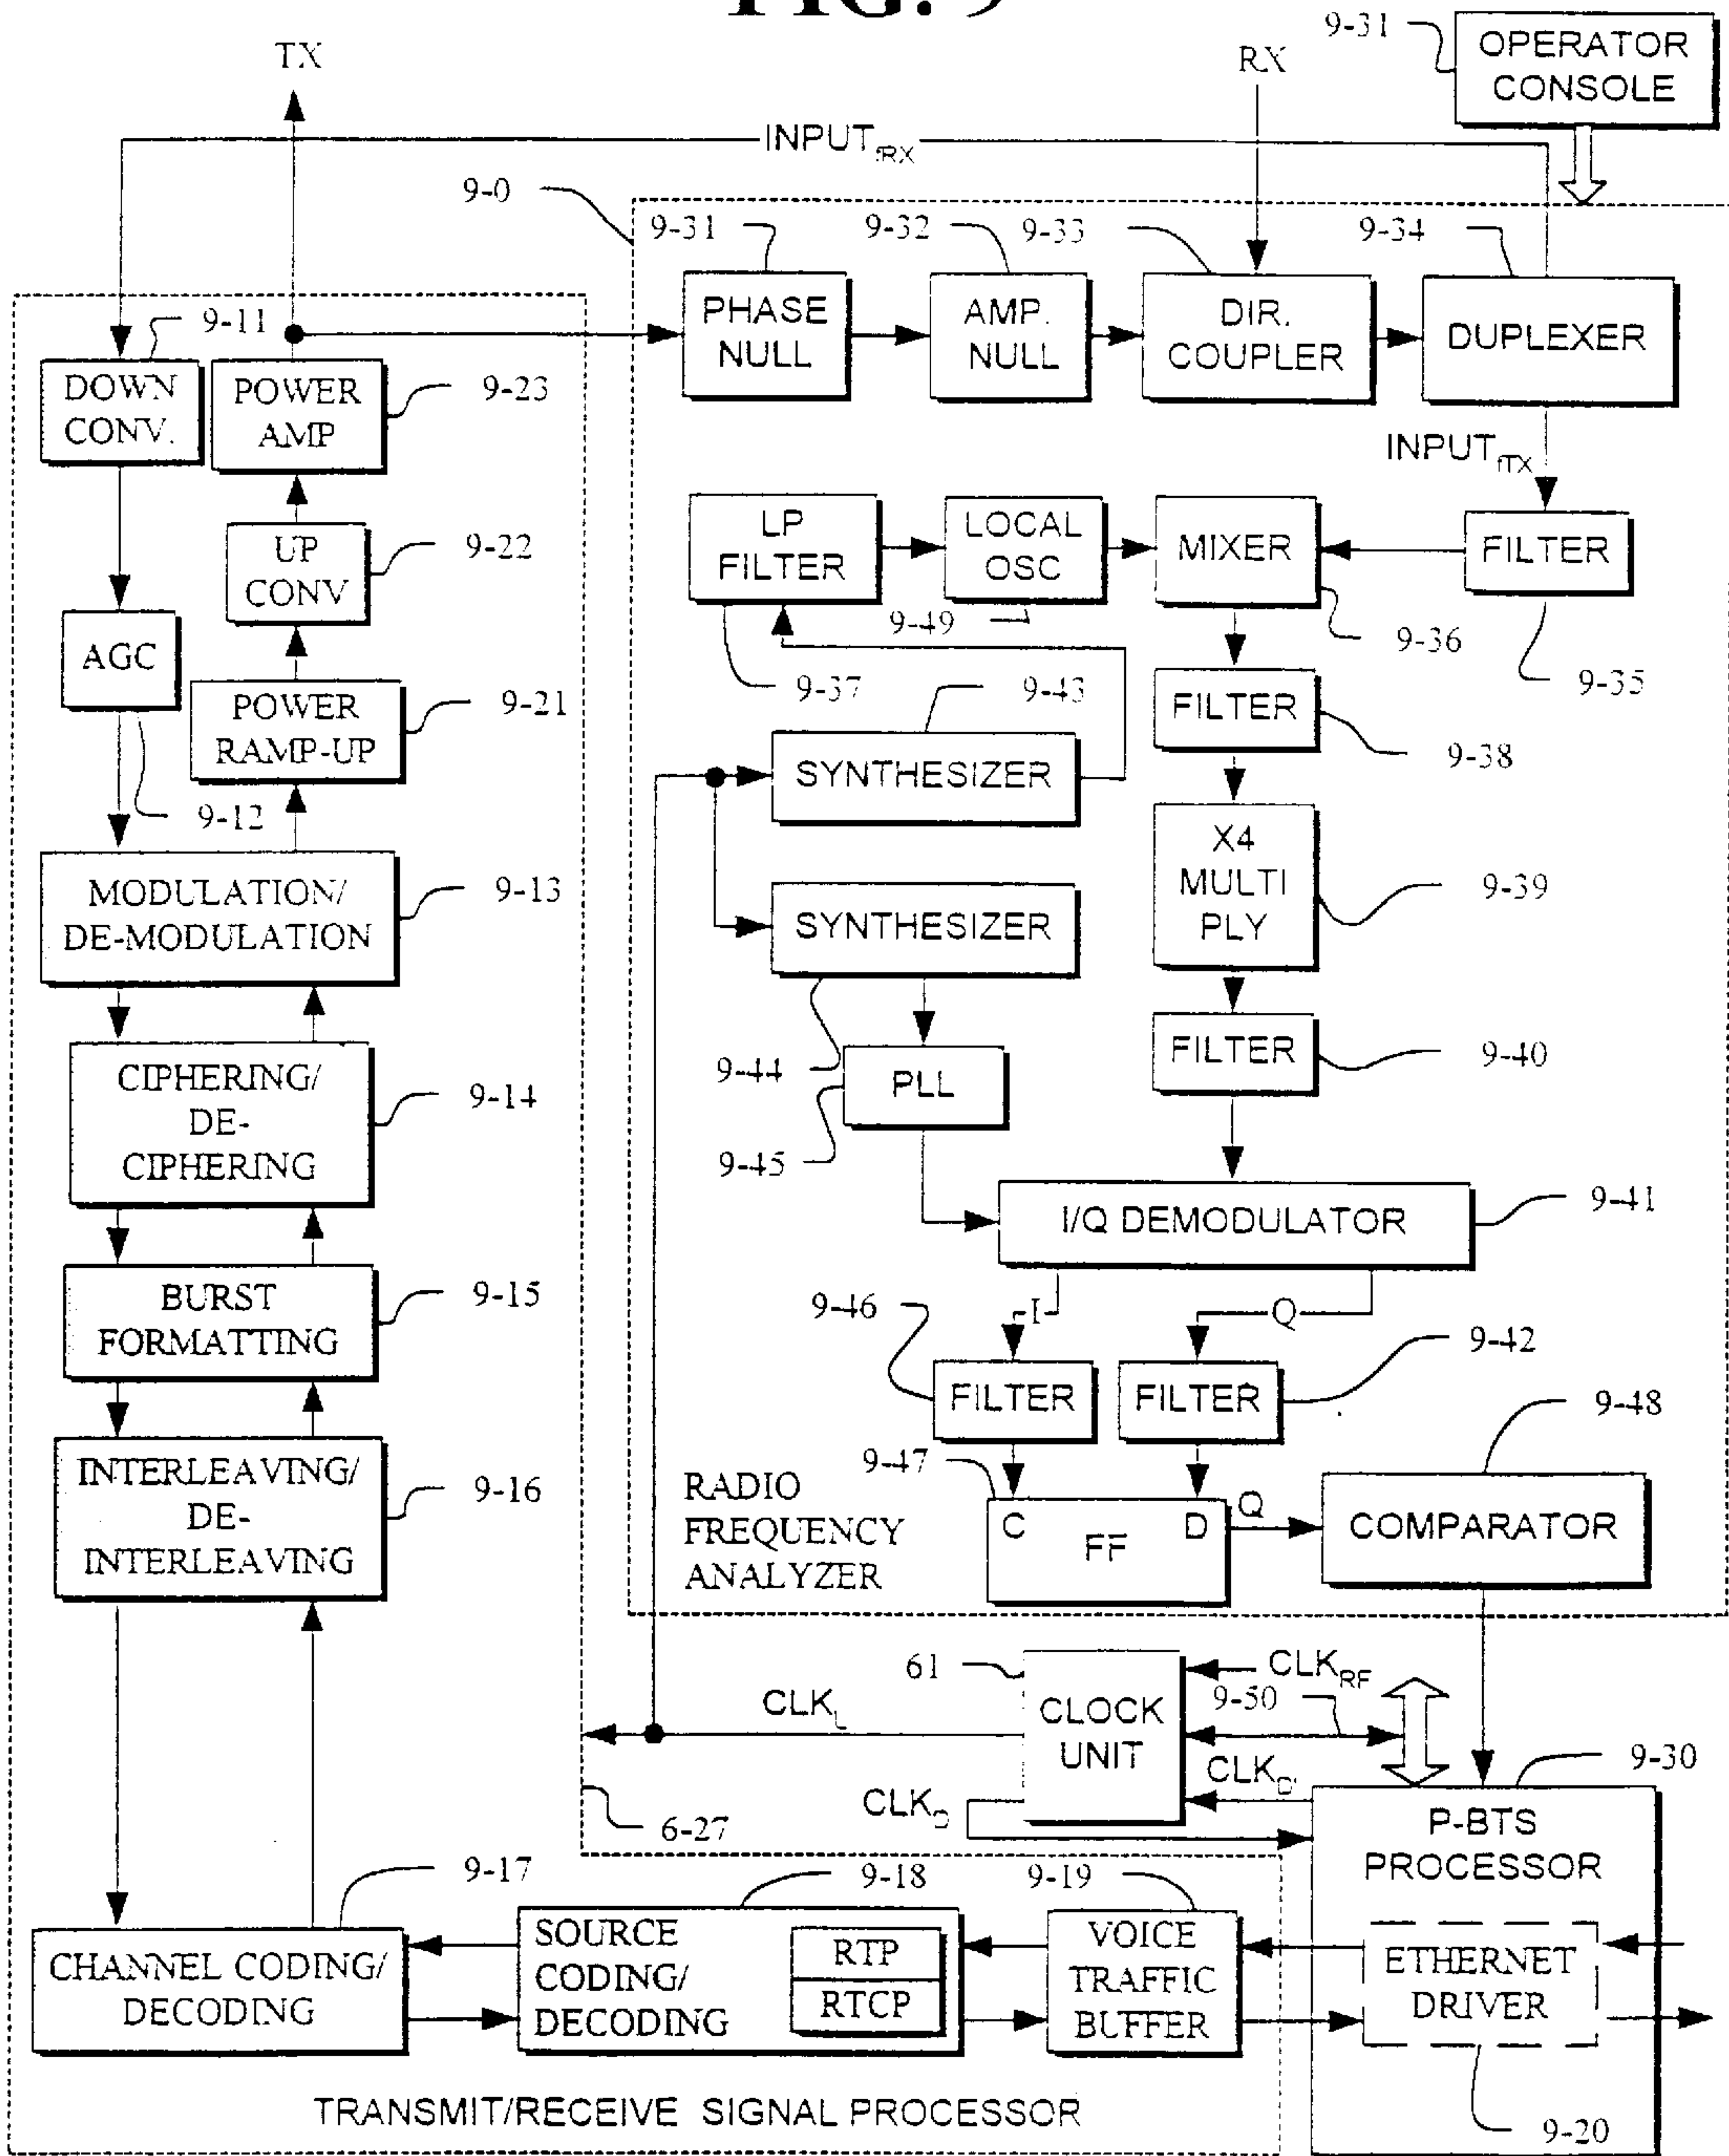 FIG. 9
9-31
OPERATOR
CONSOLE
TX
RX
INPUT fRX
9-0
9-31
9-32
9-33
9-34
PHASE
NULL
AMP.
NULL
DIR.
COUPLER
DUPLEXER
9-11
DOWN
CONV.
POWER
AMP
9-23
INPUT fTX
LP
FILTER
LOCAL
OSC
MIXER
FILTER
UP
CONV
9-22
9-49
9-36
9-35
AGC
9-37
9-43
FILTER
9-38
POWER
RAMP-UP
9-21
SYNTHESIZER
9-12
X4
MULTI
PLY
9-39
MODULATION/
DE-MODULATION
9-13
SYNTHESIZER
9-44
FILTER
9-40
CIPHERING/
DE-
CIPHERING
9-14
PLL
9-45
I/Q DEMODULATOR
9-41
BURST
FORMATTING
9-15
9-46
I
Q
9-42
FILTER
FILTER
9-48
INTERLEAVING/
DE-
INTERLEAVING
9-16
9-47
C
D
FF
Q
COMPARATOR
RADIO
FREQUENCY
ANALYZER
61
CLOCK
UNIT
CLK RF
9-50
CLK L
CLK D'
CLK D
9-30
P-BTS
PROCESSOR
6-27
9-17
9-18
9-19
CHANNEL CODING/
DECODING
SOURCE
CODING/
DECODING
RTP
RTCP
VOICE
TRAFFIC
BUFFER
ETHERNET
DRIVER
9-20
TRANSMIT/RECEIVE SIGNAL PROCESSOR